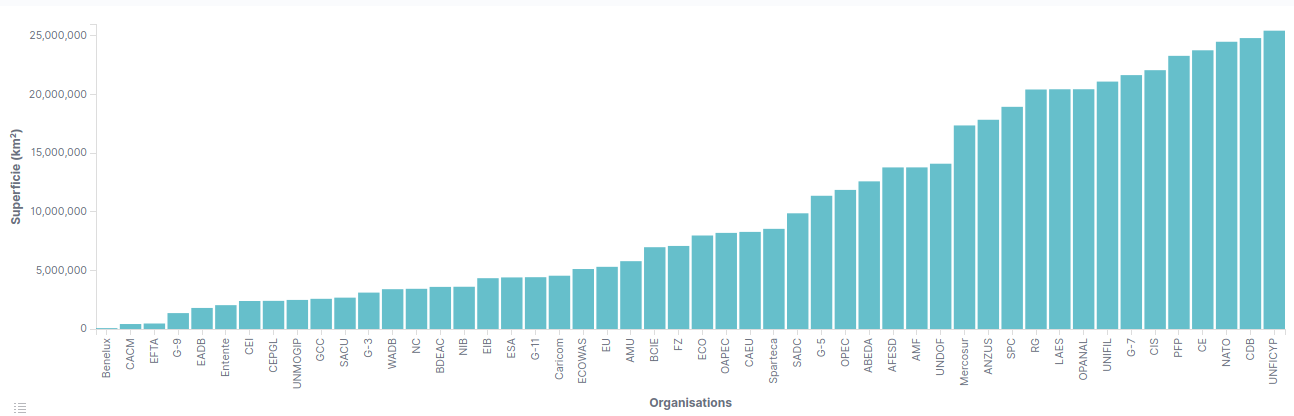 25,000,000
20,000,000
15,000,000
10,000,000
5,000,000
0
Superficie (km²)
Benelux
CACM
EFTA
G-9
EADB
Entente
CEI
CEPGL
UNMOGIP
GCC
SACU
G-3
WADB
NC
BDEAC
NIB
EIB
ESA
G-11
Caricom
ECOWAS
EU
AMU
BCIE
FZ
ECO
OAPEC
CAEU
Sparteca
SADC
G-5
OPEC
ABEDA
AFESD
AMF
UNDOF
Mercosur
ANZUS
SPC
RG
LAES
OPANAL
UNIFIL
G-7
CIS
PFP
CE
NATO
CDB
UNFICYP
Organisations